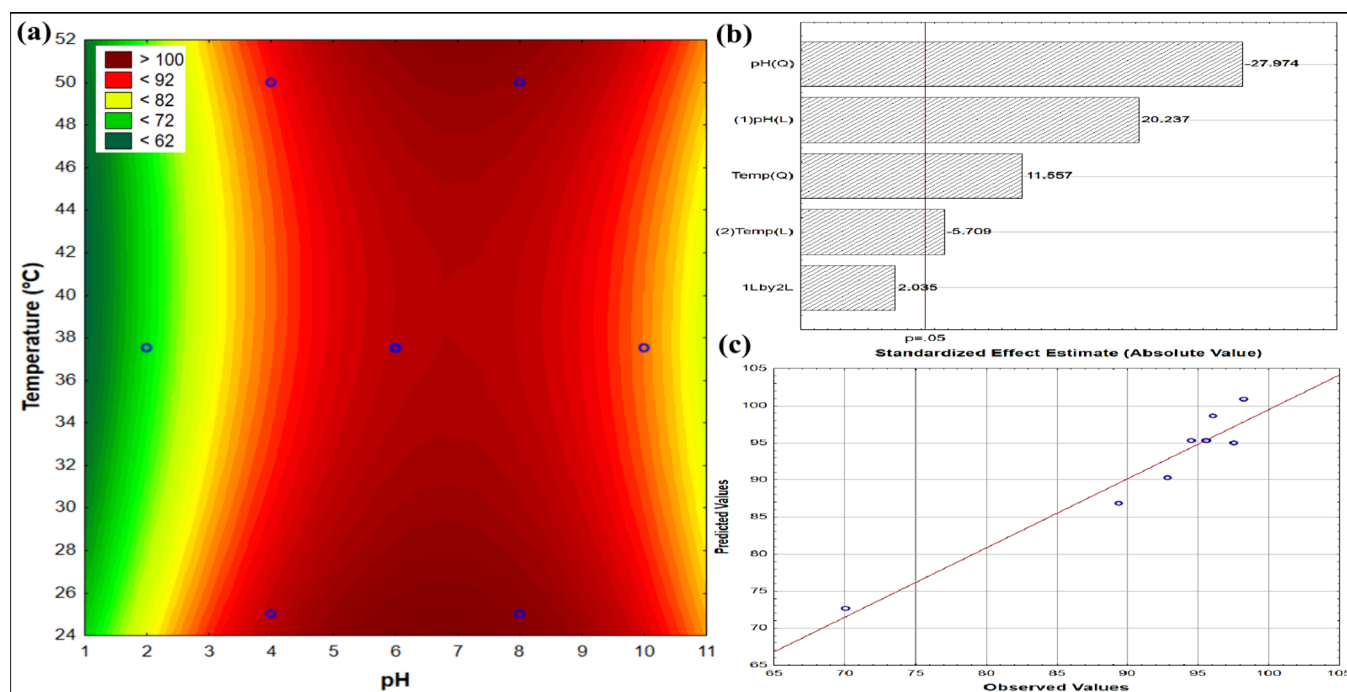 (a)
52
50
48
46
44
42
40
38
36
34
32
30
28
26
24
Temperature (°C)
> 100
< 92
< 82
< 72
< 62
1 2 3 4 5 6 7 8 9 10 11
pH
(b)
pH(Q)
-27.974
(1)pH(L)
20.237
Temp(Q)
11.557
(2)Temp(L)
-5.709
1Lby2L
2.035
p=.05
Standardized Effect Estimate (Absolute Value)
(c)
105
100
95
90
85
80
75
70
65
Predicted Values
65 70 75 80 85 90 95 100 105
Observed Values